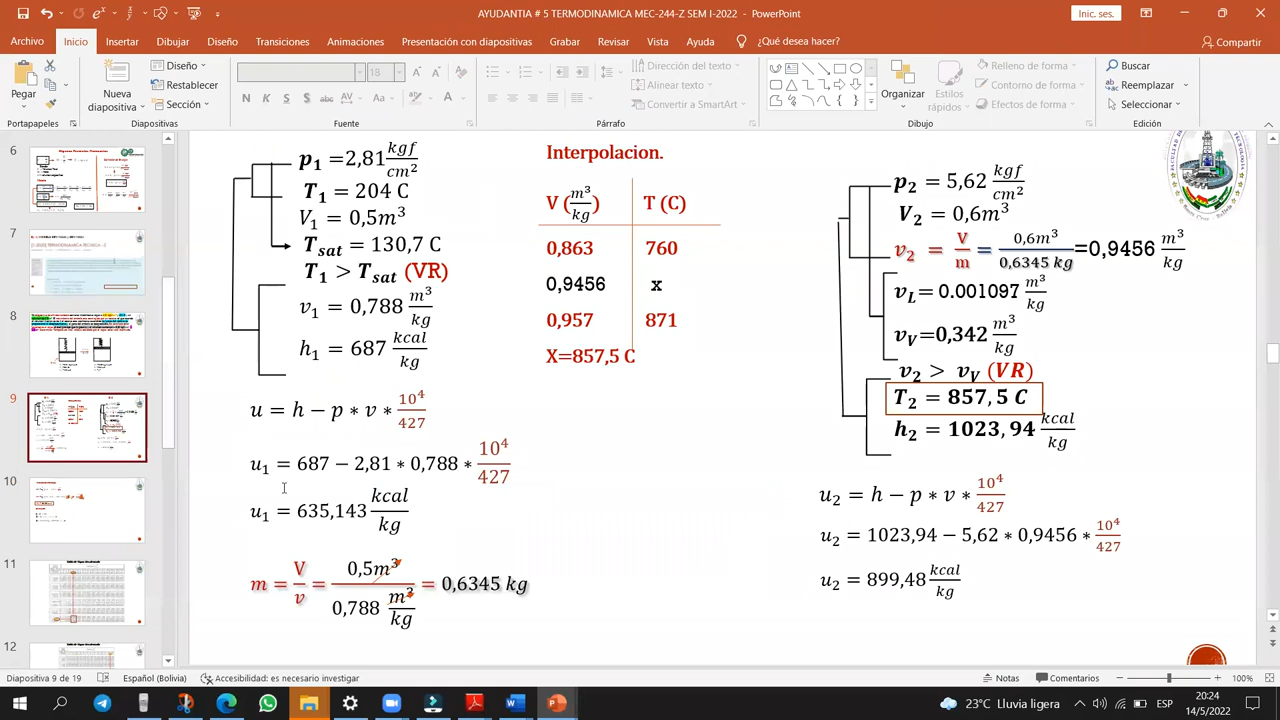 AYUDANTIA # 5 TERMODINAMICA MEC-244-Z SEM I-2022 - PowerPoint
Inic. ses.
Archivo Inicio Insertar Dibujar Diseño Transiciones Animaciones Presentación con diapositivas Grabar Revisar Vista Ayuda ¿Qué desea hacer? Compartir
Pegar
Nueva diapositiva
Diseño
Restablecer
Sección
18
N K S S abc AV Aa A
Dirección del texto
Alinear texto
Convertir a SmartArt
Organizar
Estilos rápidos
Relleno de forma
Contorno de forma
Efectos de forma
Buscar
Reemplazar
Seleccionar
Portapapeles Diapositivas Fuente Párrafo Dibujo Edición
6
7
8
9
10
11
12
p₁ =2,81 kgf/cm²
T₁ = 204 C
V₁ = 0,5m³
T_sat = 130,7 C
T₁ > T_sat (VR)
v₁ = 0,788 m³/kg
h₁ = 687 kcal/kg
u = h − p ∗ v ∗ 10⁴/427
u₁ = 687 − 2,81 ∗ 0,788 ∗ 10⁴/427
u₁ = 635,143 kcal/kg
m = V/v = 0,5m³/0,788 m³/kg = 0,6345 kg
Interpolacion.
V (m³/kg) T (C)
0,863 760
0,9456 x
0,957 871
X=857,5 C
p₂ = 5,62 kgf/cm²
V₂ = 0,6m³
v₂ = V/m = 0,6m³/0,6345 kg =0,9456 m³/kg
v_L= 0.001097 m³/kg
v_V=0,342 m³/kg
v₂ > v_V (VR)
T₂ = 857,5 C
h₂ = 1023,94 kcal/kg
u₂ = h − p ∗ v ∗ 10⁴/427
u₂ = 1023,94 − 5,62 ∗ 0,9456 ∗ 10⁴/427
u₂ = 899,48 kcal/kg
Diapositiva 9 de 19 Español (Bolivia) Accesibilidad: es necesario investigar Notas Comentarios 100%
23°C Lluvia ligera ESP 20:24
14/5/2022